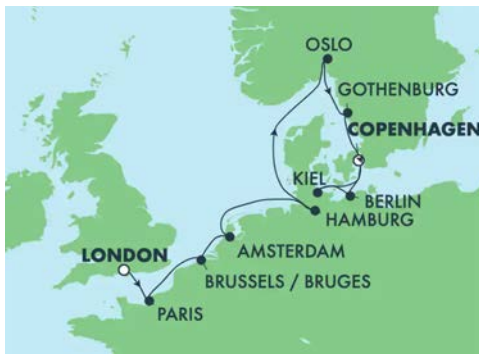 OSLO
GOTHENBURG
COPENHAGEN
KIEL
BERLIN
HAMBURG
AMSTERDAM
LONDON
BRUSSELS / BRUGES
PARIS